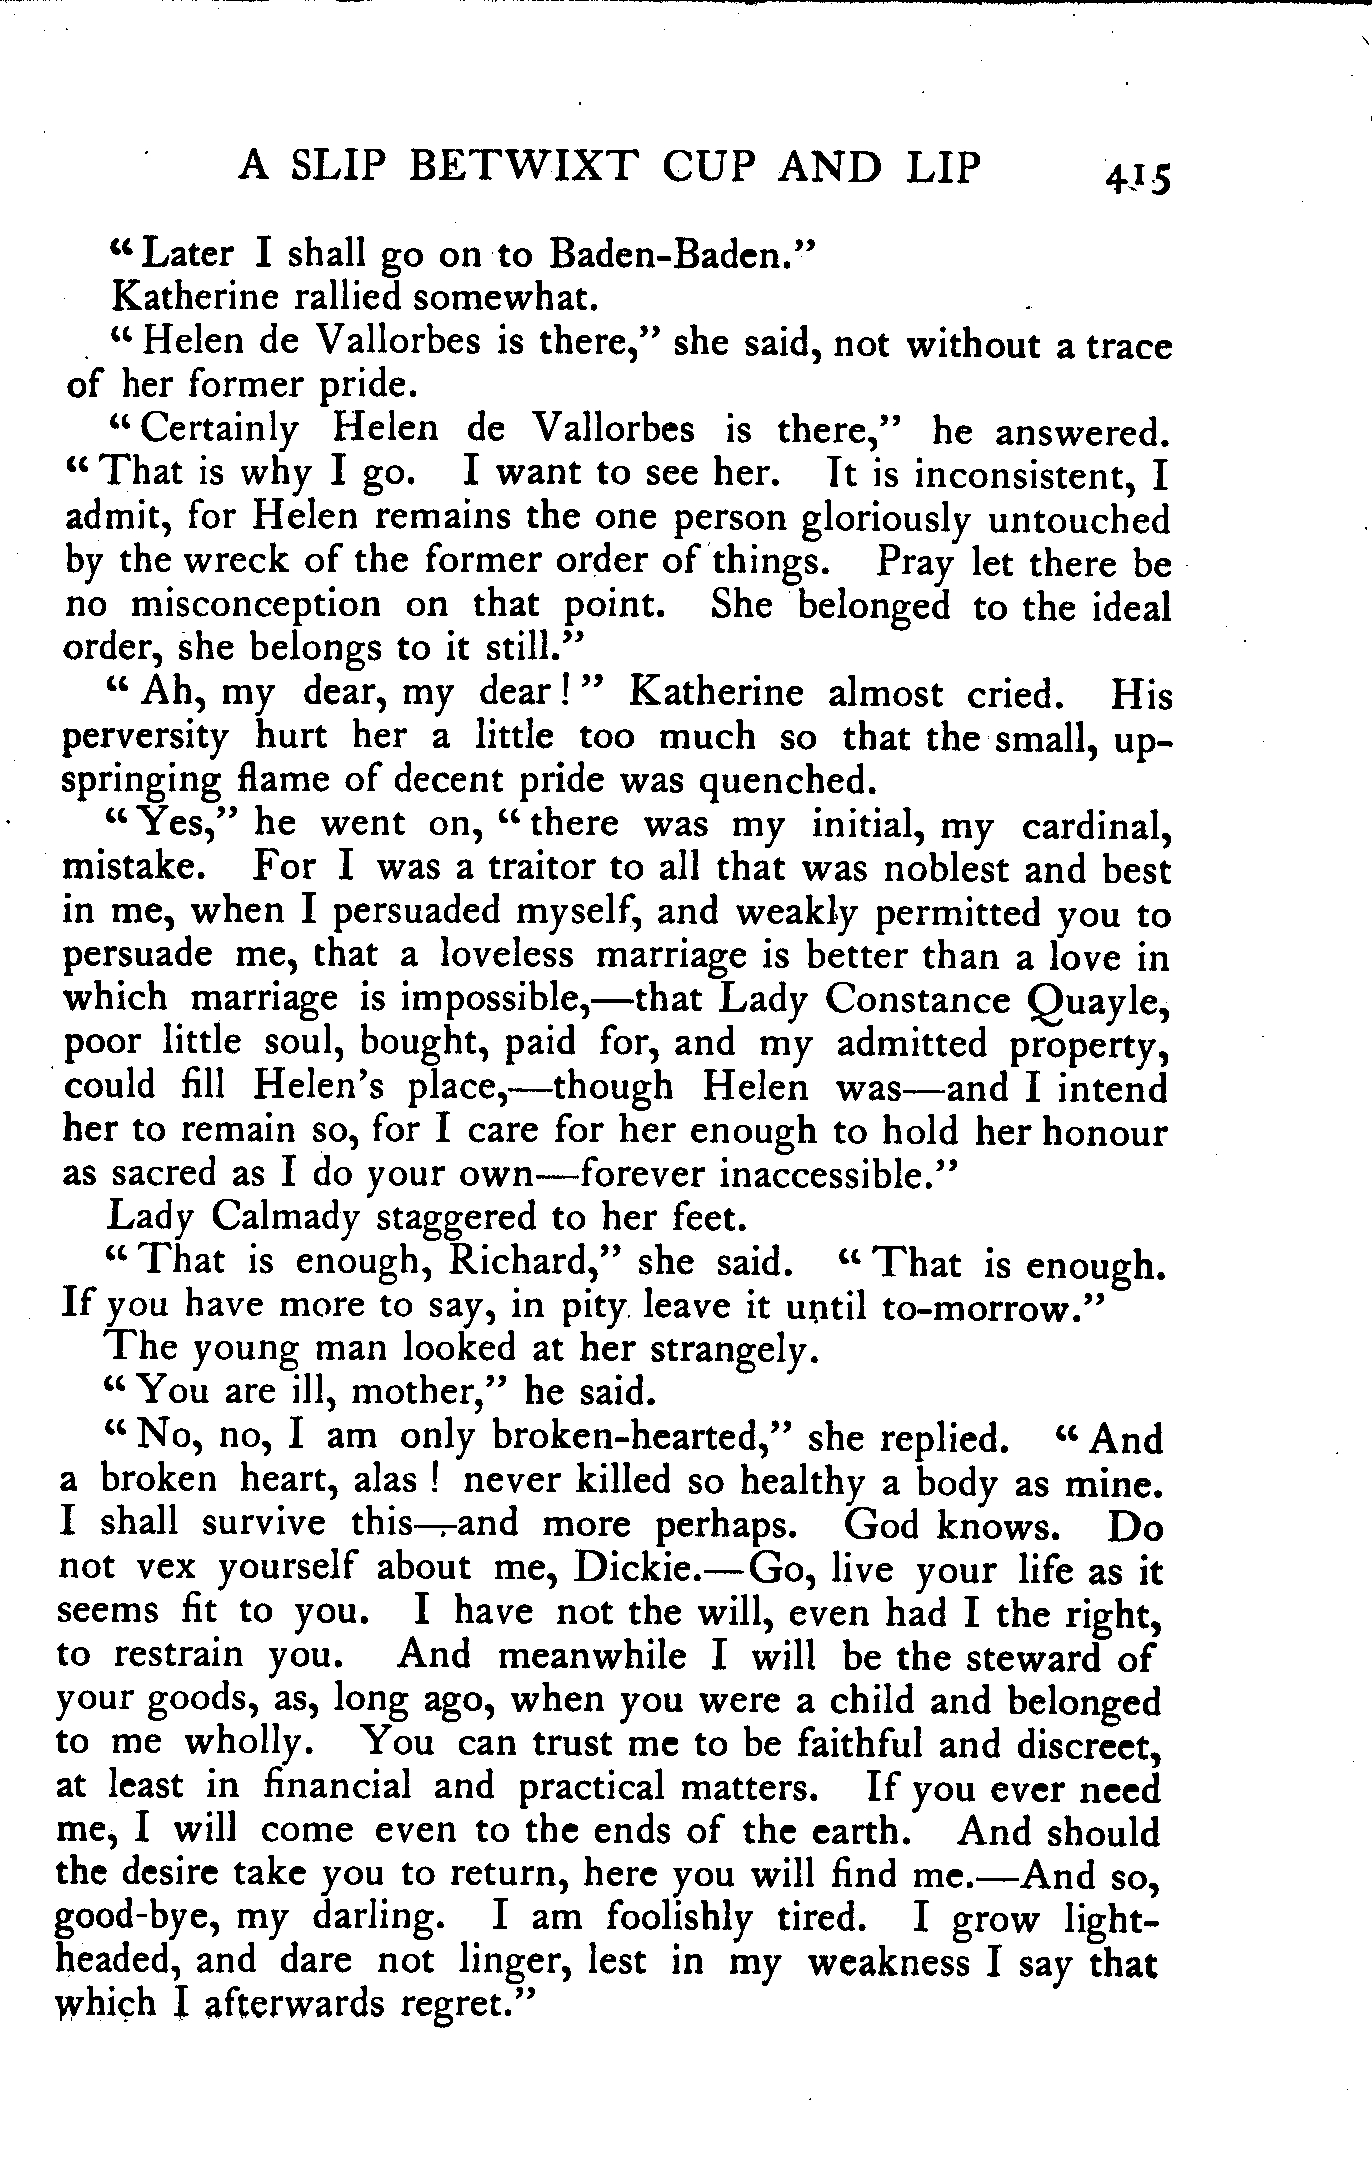 A SLIP BETWIXT CUP AND LIP 415
"Later I shall go on to Baden-Baden."
Katherine rallied somewhat.
"Helen de Vallorbes is there," she said, not without a trace
of her former pride.
"Certainly Helen de Vallorbes is there," he answered.
"That is why I go. I want to see her. It is inconsistent, I
admit, for Helen remains the one person gloriously untouched
by the wreck of the former order of things. Pray let there be
no misconception on that point. She belonged to the ideal
order, she belongs to it still."
"Ah, my dear, my dear!" Katherine almost cried. His
perversity hurt her a little too much so that the small, up-
springing flame of decent pride was quenched.
"Yes," he went on, "there was my initial, my cardinal,
mistake. For I was a traitor to all that was noblest and best
in me, when I persuaded myself, and weakly permitted you to
persuade me, that a loveless marriage is better than a love in
which marriage is impossible,—that Lady Constance Quayle,
poor little soul, bought, paid for, and my admitted property,
could fill Helen's place,—though Helen was—and I intend
her to remain so, for I care for her enough to hold her honour
as sacred as I do your own—forever inaccessible."
Lady Calmady staggered to her feet.
"That is enough, Richard," she said. "That is enough.
If you have more to say, in pity leave it until to-morrow."
The young man looked at her strangely.
"You are ill, mother," he said.
"No, no, I am only broken-hearted," she replied. "And
a broken heart, alas! never killed so healthy a body as mine.
I shall survive this—and more perhaps. God knows. Do
not vex yourself about me, Dickie.—Go, live your life as it
seems fit to you. I have not the will, even had I the right,
to restrain you. And meanwhile I will be the steward of
your goods, as, long ago, when you were a child and belonged
to me wholly. You can trust me to be faithful and discreet,
at least in financial and practical matters. If you ever need
me, I will come even to the ends of the earth. And should
the desire take you to return, here you will find me.—And so,
good-bye, my darling. I am foolishly tired. I grow light-
headed, and dare not linger, lest in my weakness I say that
which I afterwards regret."